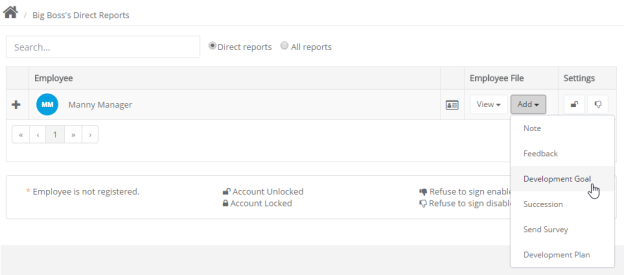 / Big Boss's Direct Reports
Search...
Direct reports All reports
Employee Employee File Settings
MM Manny Manager View Add
« ‹ 1 » ›
Note
Feedback
Development Goal
Succession
Send Survey
Development Plan
* Employee is not registered. Account Unlocked Refuse to sign enable
Account Locked Refuse to sign disable